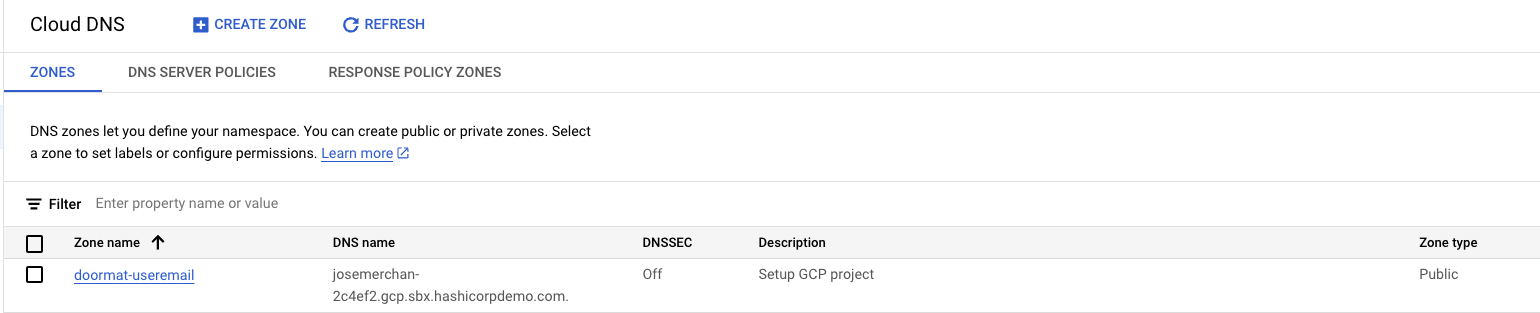 Cloud DNS CREATE ZONE REFRESH
ZONES DNS SERVER POLICIES RESPONSE POLICY ZONES
DNS zones let you define your namespace. You can create public or private zones. Select
a zone to set labels or configure permissions. Learn more
Filter Enter property name or value
Zone name DNS name DNSSEC Description Zone type
doormat-useremail josemerchan- Off Setup GCP project Public
2c4ef2.gcp.sbx.hashicorpdemo.com.